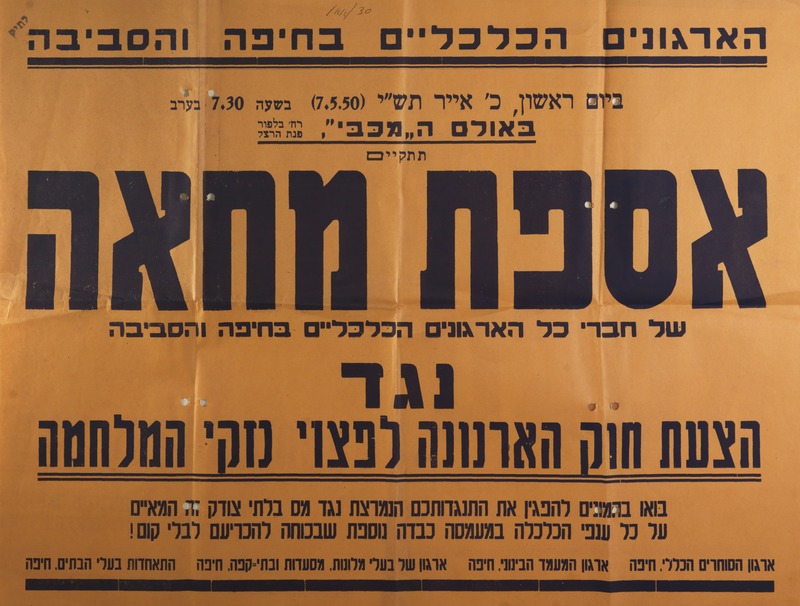 לתיק
האארגונים הכלכליים בחיפה והסביבה
ביום ראשון, כ' אייר תש"י (7.5.50) בשעה 7.30 בערב
באולם ה„מכבי", רח' בלפור פנת הרצל
תתקיים
אספת מחאה
של חברי כל הארגונים הכלכליים בחיפה והסביבה
נגד
הצעת חוק הארנונה לפצוי נזקי המלחמה
בואו בהמונים להפגין את התנגדותכם הנמרצת נגד מס בלתי צודק זה המאיים
על כל ענפי הכלכלה במעמסה כבדה נוספת שבכוחה להכריעם לבלי קום!
ארגון הסוחרים הכללי, חיפה ארגון המעמד הבינוני, חיפה ארגון של בעלי מלונות, מסעדות ובתי-קפה, חיפה התאחדות בעלי הבתים, חיפה